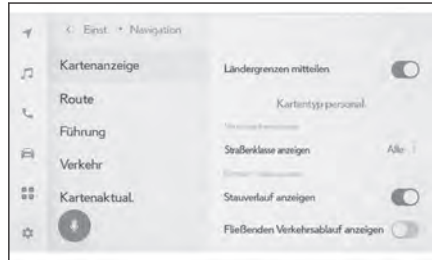 Einst. • Navigation
Kartenanzeige
Route
Führung
Verkehr
Kartenaktual.
Ländergrenzen mitteilen
Kartentyp personal.
Straßenklasse anzeigen
Alle
Stauverlauf anzeigen
Fließenden Verkehrsablauf anzeigen